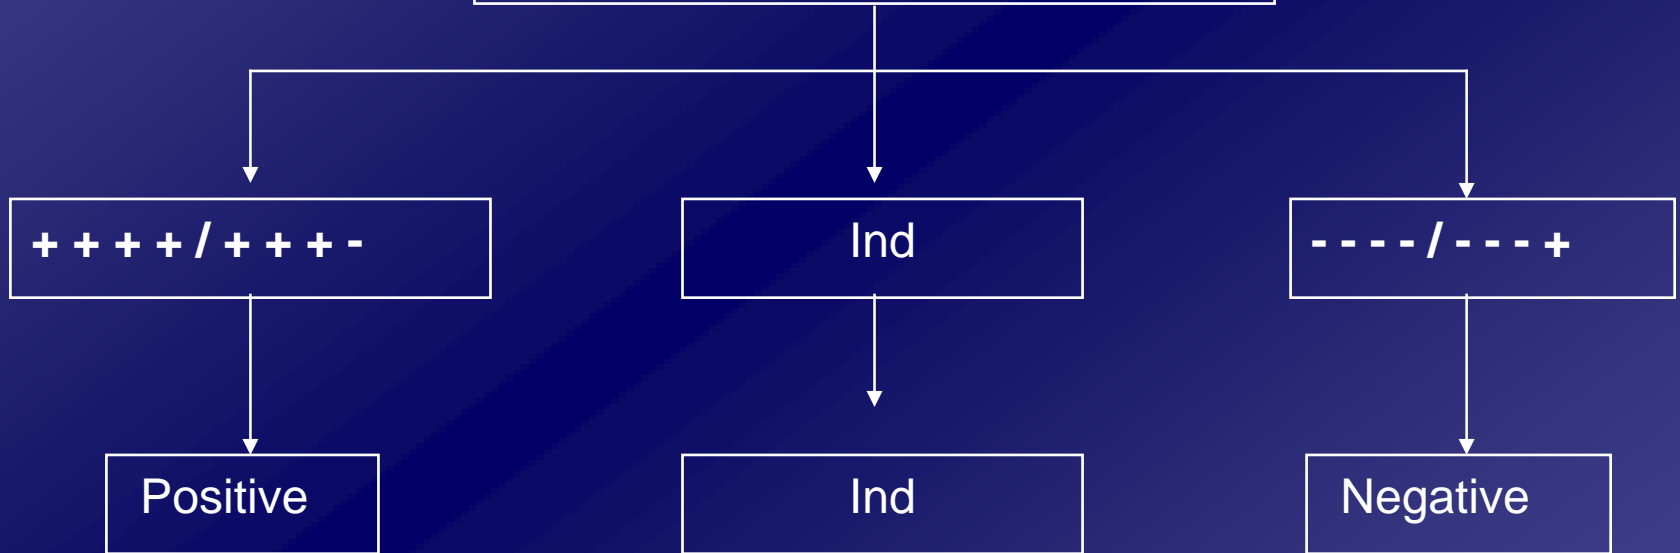 + + + + / + + + -
Ind
- - - - / - - - +
Positive
Ind
Negative